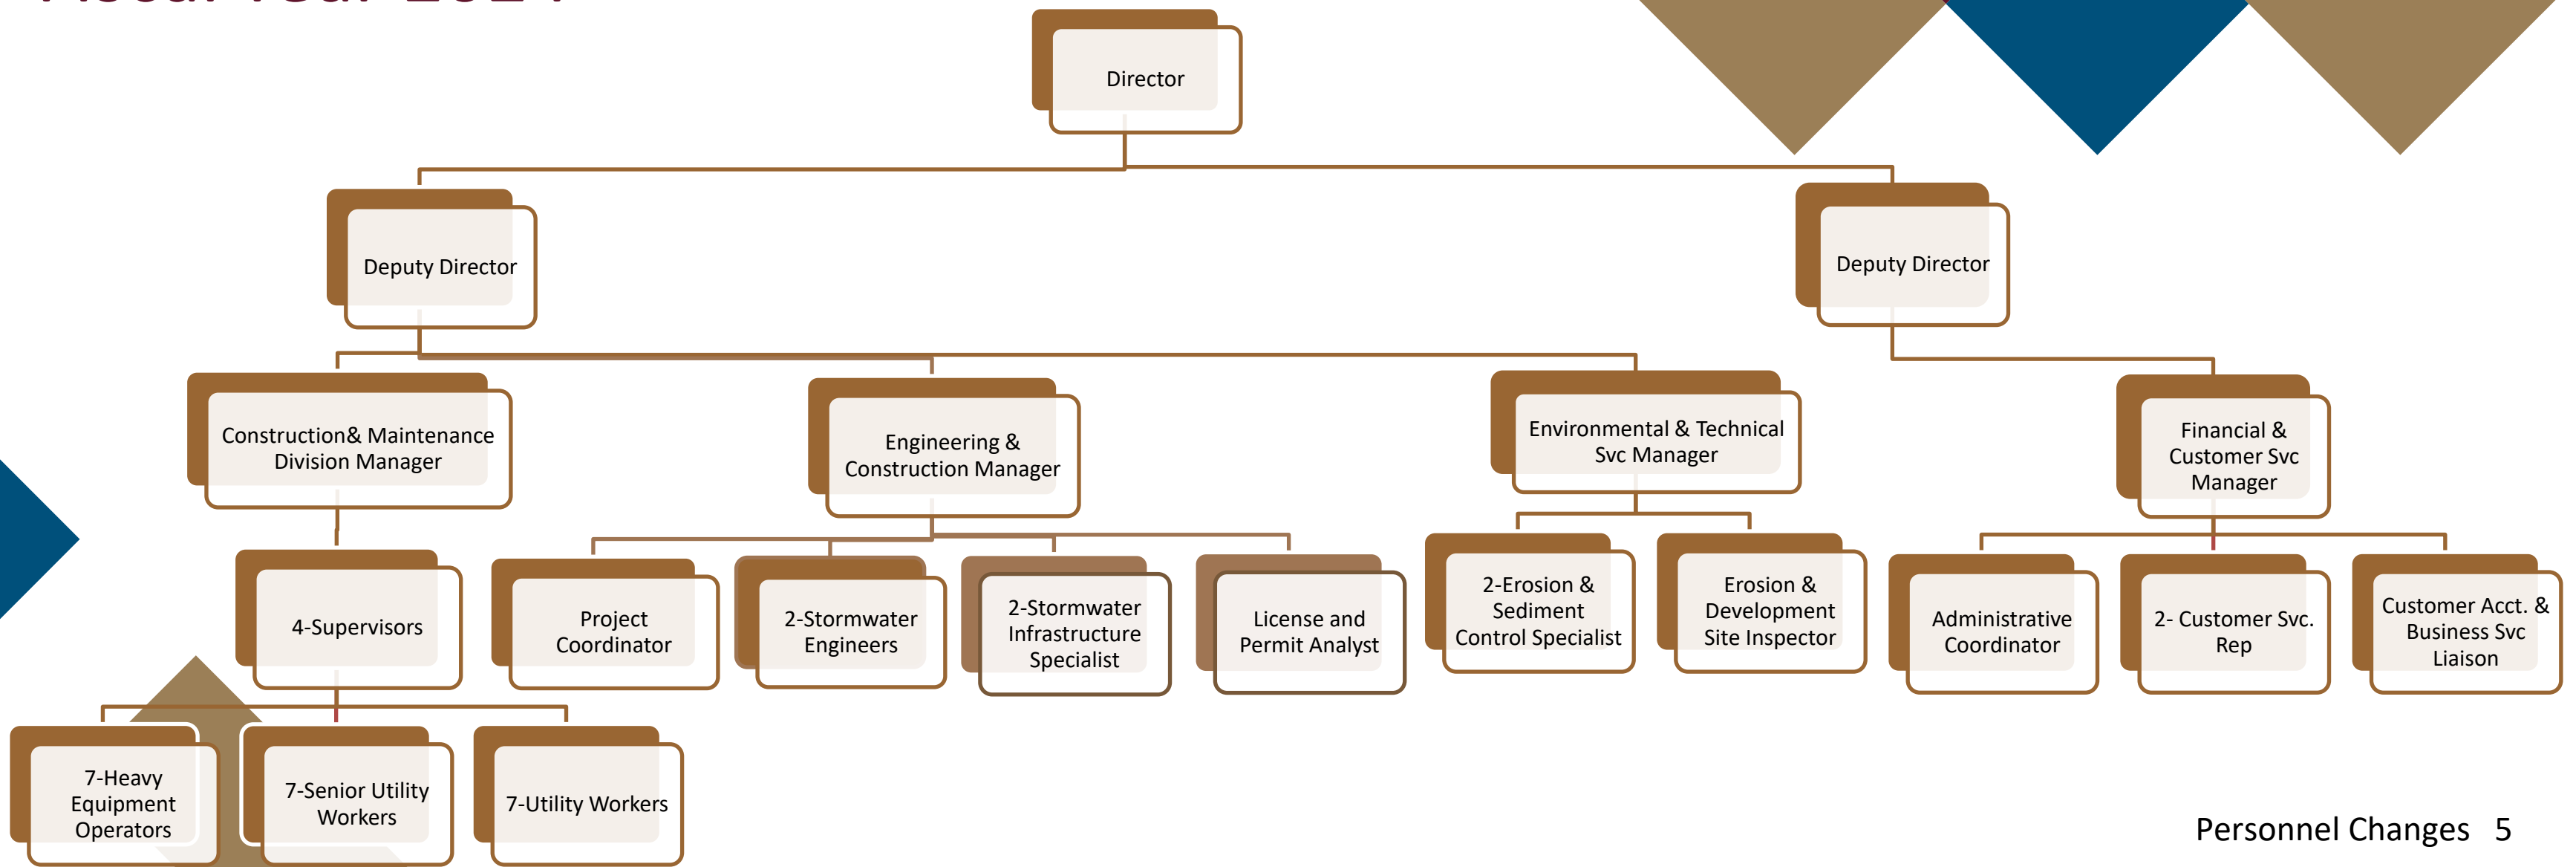 Director
Deputy Director
Deputy Director
Construction& Maintenance
Division Manager
Engineering &
Construction Manager
Environmental & Technical
Svc Manager
Financial &
Customer Svc
Manager
4-Supervisors
Project
Coordinator
2-Stormwater
Engineers
2-Stormwater
Infrastructure
Specialist
License and
Permit Analyst
2-Erosion &
Sediment
Control Specialist
Erosion &
Development
Site Inspector
Administrative
Coordinator
2- Customer Svc.
Rep
Customer Acct. &
Business Svc
Liaison
7-Heavy
Equipment
Operators
7-Senior Utility
Workers
7-Utility Workers
Personnel Changes 5